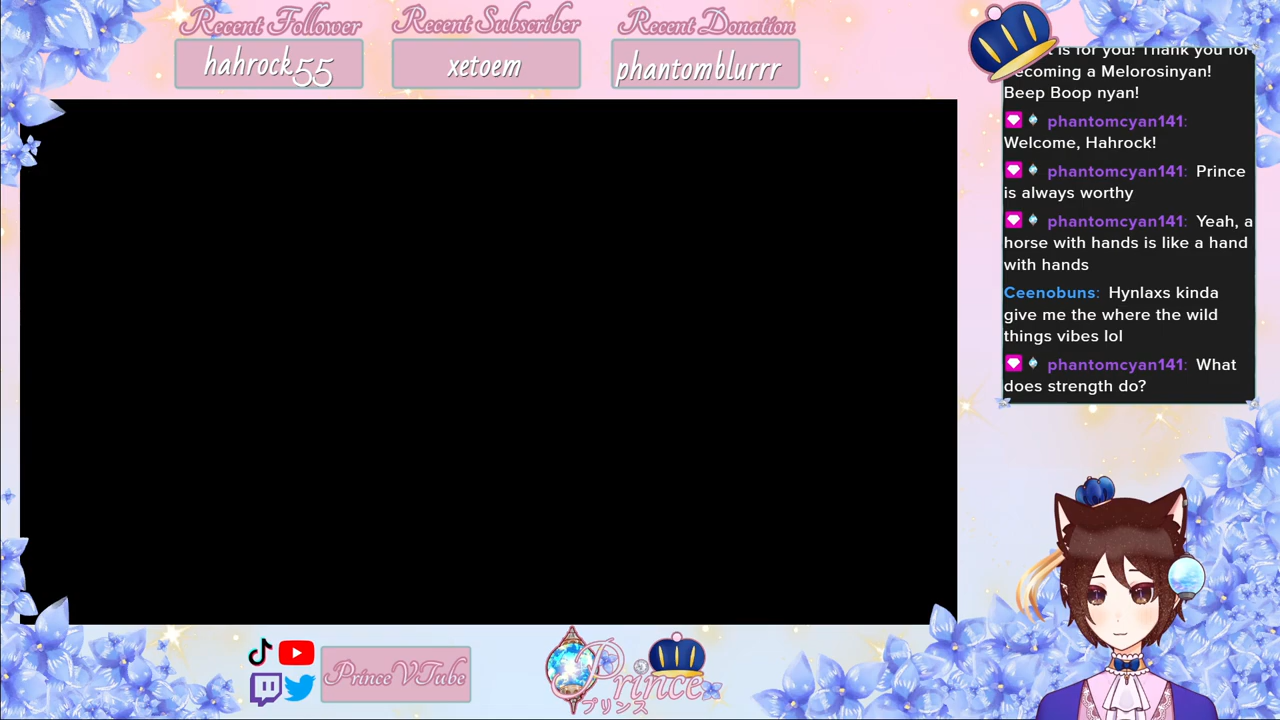 Recent Follower
Recent Subscriber
Recent Donation
hahrock55
xetoem
phantomblurrr
is for you! Thank you for
becoming a Melorosinyan!
Beep Boop nyan!
phantomcyan141:
Welcome, Hahrock!
phantomcyan141: Prince
is always worthy
phantomcyan141: Yeah, a
horse with hands is like a hand
with hands
Ceenobuns: Hynlaxs kinda
give me the where the wild
things vibes lol
phantomcyan141: What
does strength do?
Prince VTube
Prince
プリンス